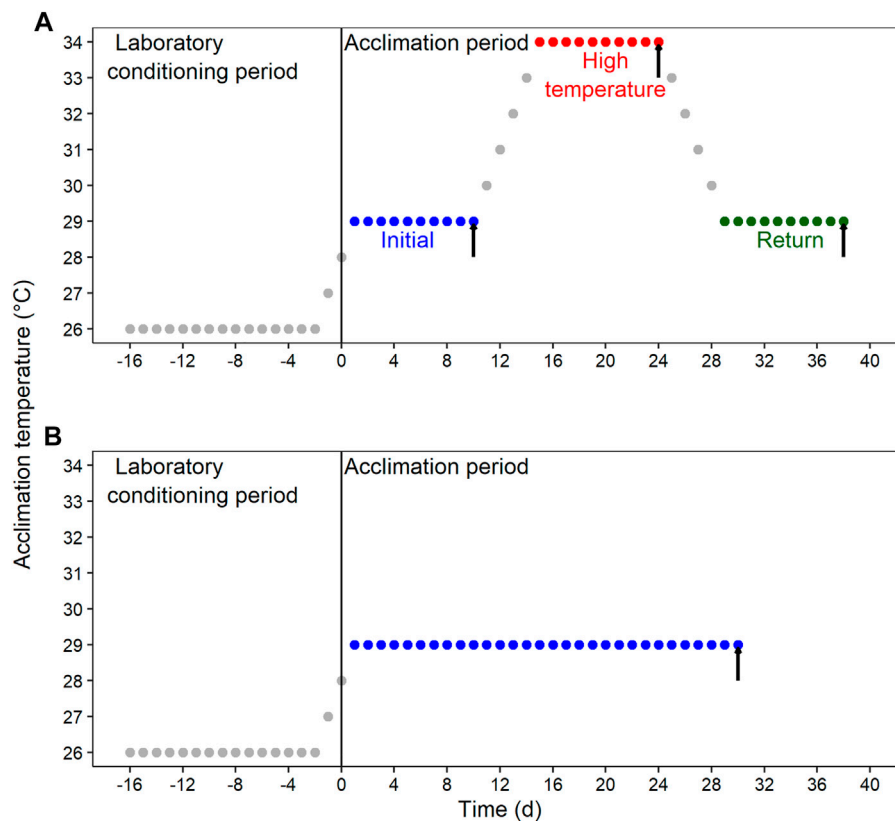 A
Laboratory
conditioning period
Acclimation period
High
temperature
Initial
Return
34
33
32
31
30
29
28
27
26
-16 -12 -8 -4 0 4 8 12 16 20 24 28 32 36 40
Acclimation temperature (°C)
B
Laboratory
conditioning period
Acclimation period
34
33
32
31
30
29
28
27
26
-16 -12 -8 -4 0 4 8 12 16 20 24 28 32 36 40
Time (d)